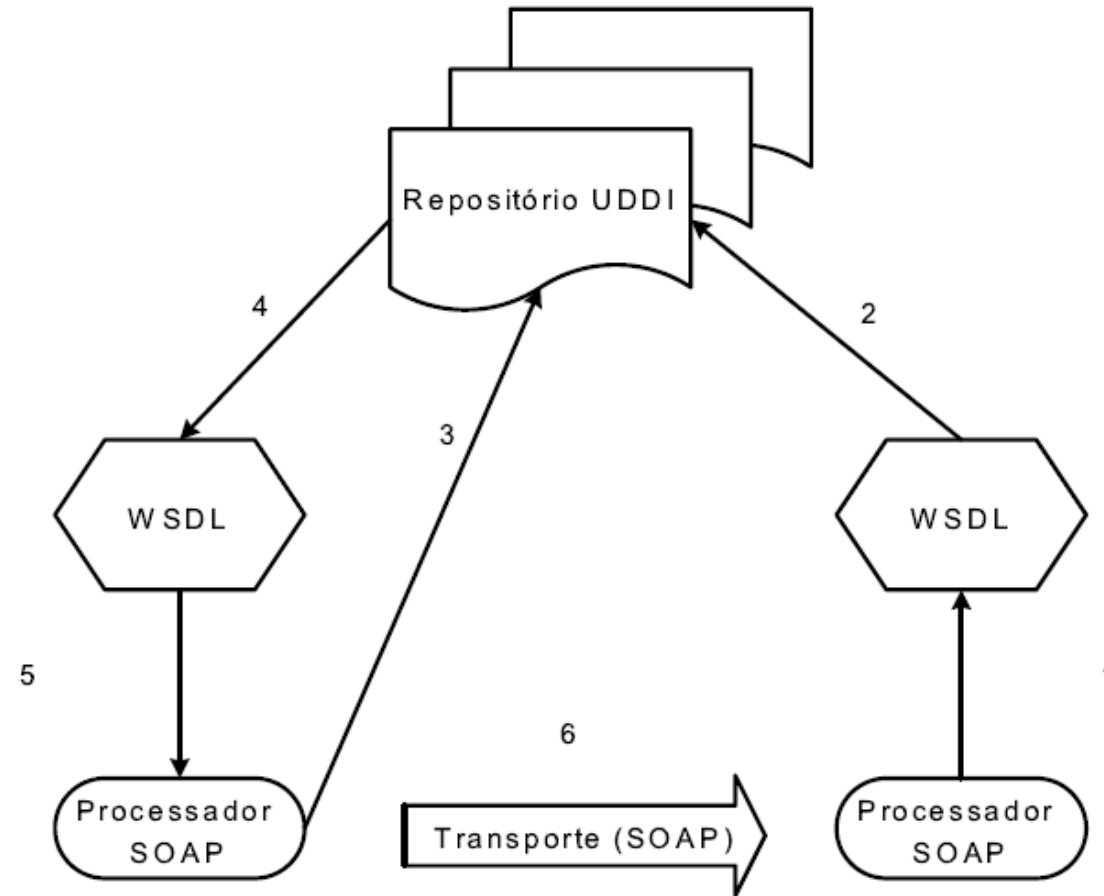 Repositório UDDI
4
2
3
WSDL
WSDL
5
6
Processador
SOAP
Transporte (SOAP)
Processador
SOAP